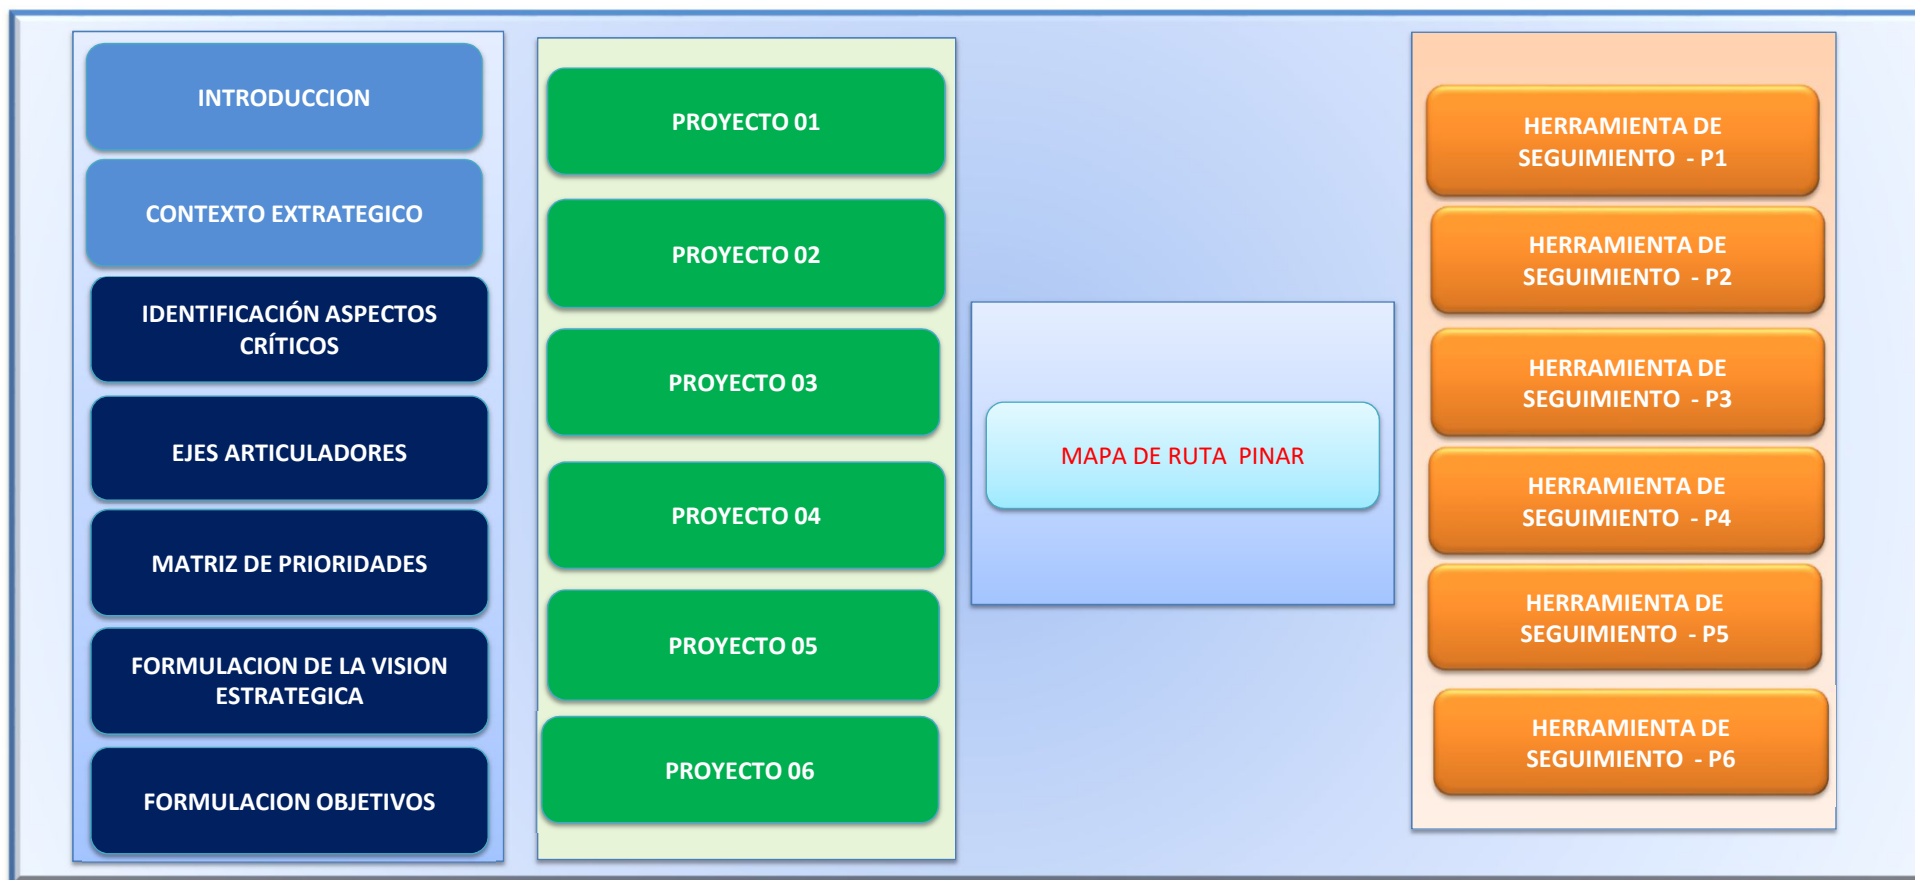 INTRODUCCION
CONTEXTO EXTRATEGICO
IDENTIFICACIÓN ASPECTOS
CRÍTICOS
EJES ARTICULADORES
MATRIZ DE PRIORIDADES
FORMULACION DE LA VISION
ESTRATEGICA
FORMULACION OBJETIVOS
PROYECTO 01
PROYECTO 02
PROYECTO 03
PROYECTO 04
PROYECTO 05
PROYECTO 06
MAPA DE RUTA  PINAR
HERRAMIENTA DE
SEGUIMIENTO  - P1
HERRAMIENTA DE
SEGUIMIENTO  - P2
HERRAMIENTA DE
SEGUIMIENTO  - P3
HERRAMIENTA DE
SEGUIMIENTO  - P4
HERRAMIENTA DE
SEGUIMIENTO  - P5
HERRAMIENTA DE
SEGUIMIENTO  - P6